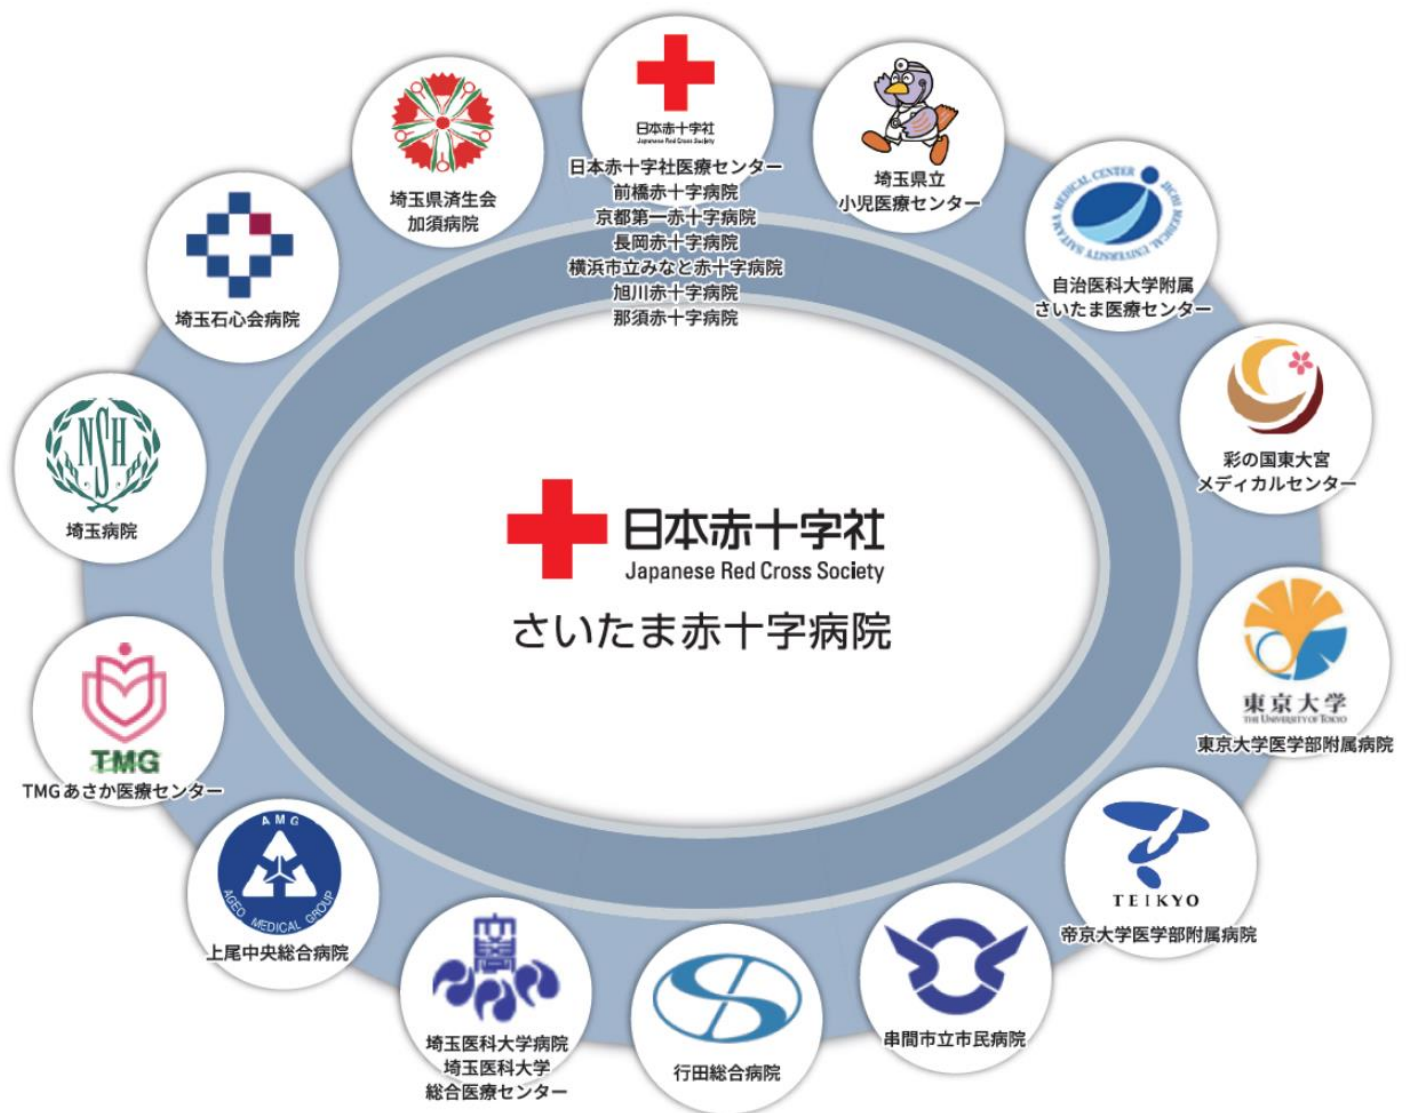 日本赤十字社
Japanese Red Cross Society
日本赤十字社医療センター
前橋赤十字病院
京都第一赤十字病院
長岡赤十字病院
横浜市立みなと赤十字病院
旭川赤十字病院
那須赤十字病院
埼玉県立
小児医療センター
JICHI MEDICAL UNIVERSITY SAITAMA MEDICAL CENTER
自治医科大学附属
さいたま医療センター
彩の国東大宮
メディカルセンター
東京大学
THE UNIVERSITY OF TOKYO
東京大学医学部附属病院
TEIKYO
帝京大学医学部附属病院
串間市立市民病院
行田総合病院
埼玉医科大学病院
埼玉医科大学
総合医療センター
AMG
AGEO MEDICAL GROUP
上尾中央総合病院
TMG
TMGあさか医療センター
NSH
埼玉病院
埼玉石心会病院
埼玉県済生会
加須病院
日本赤十字社
Japanese Red Cross Society
さいたま赤十字病院